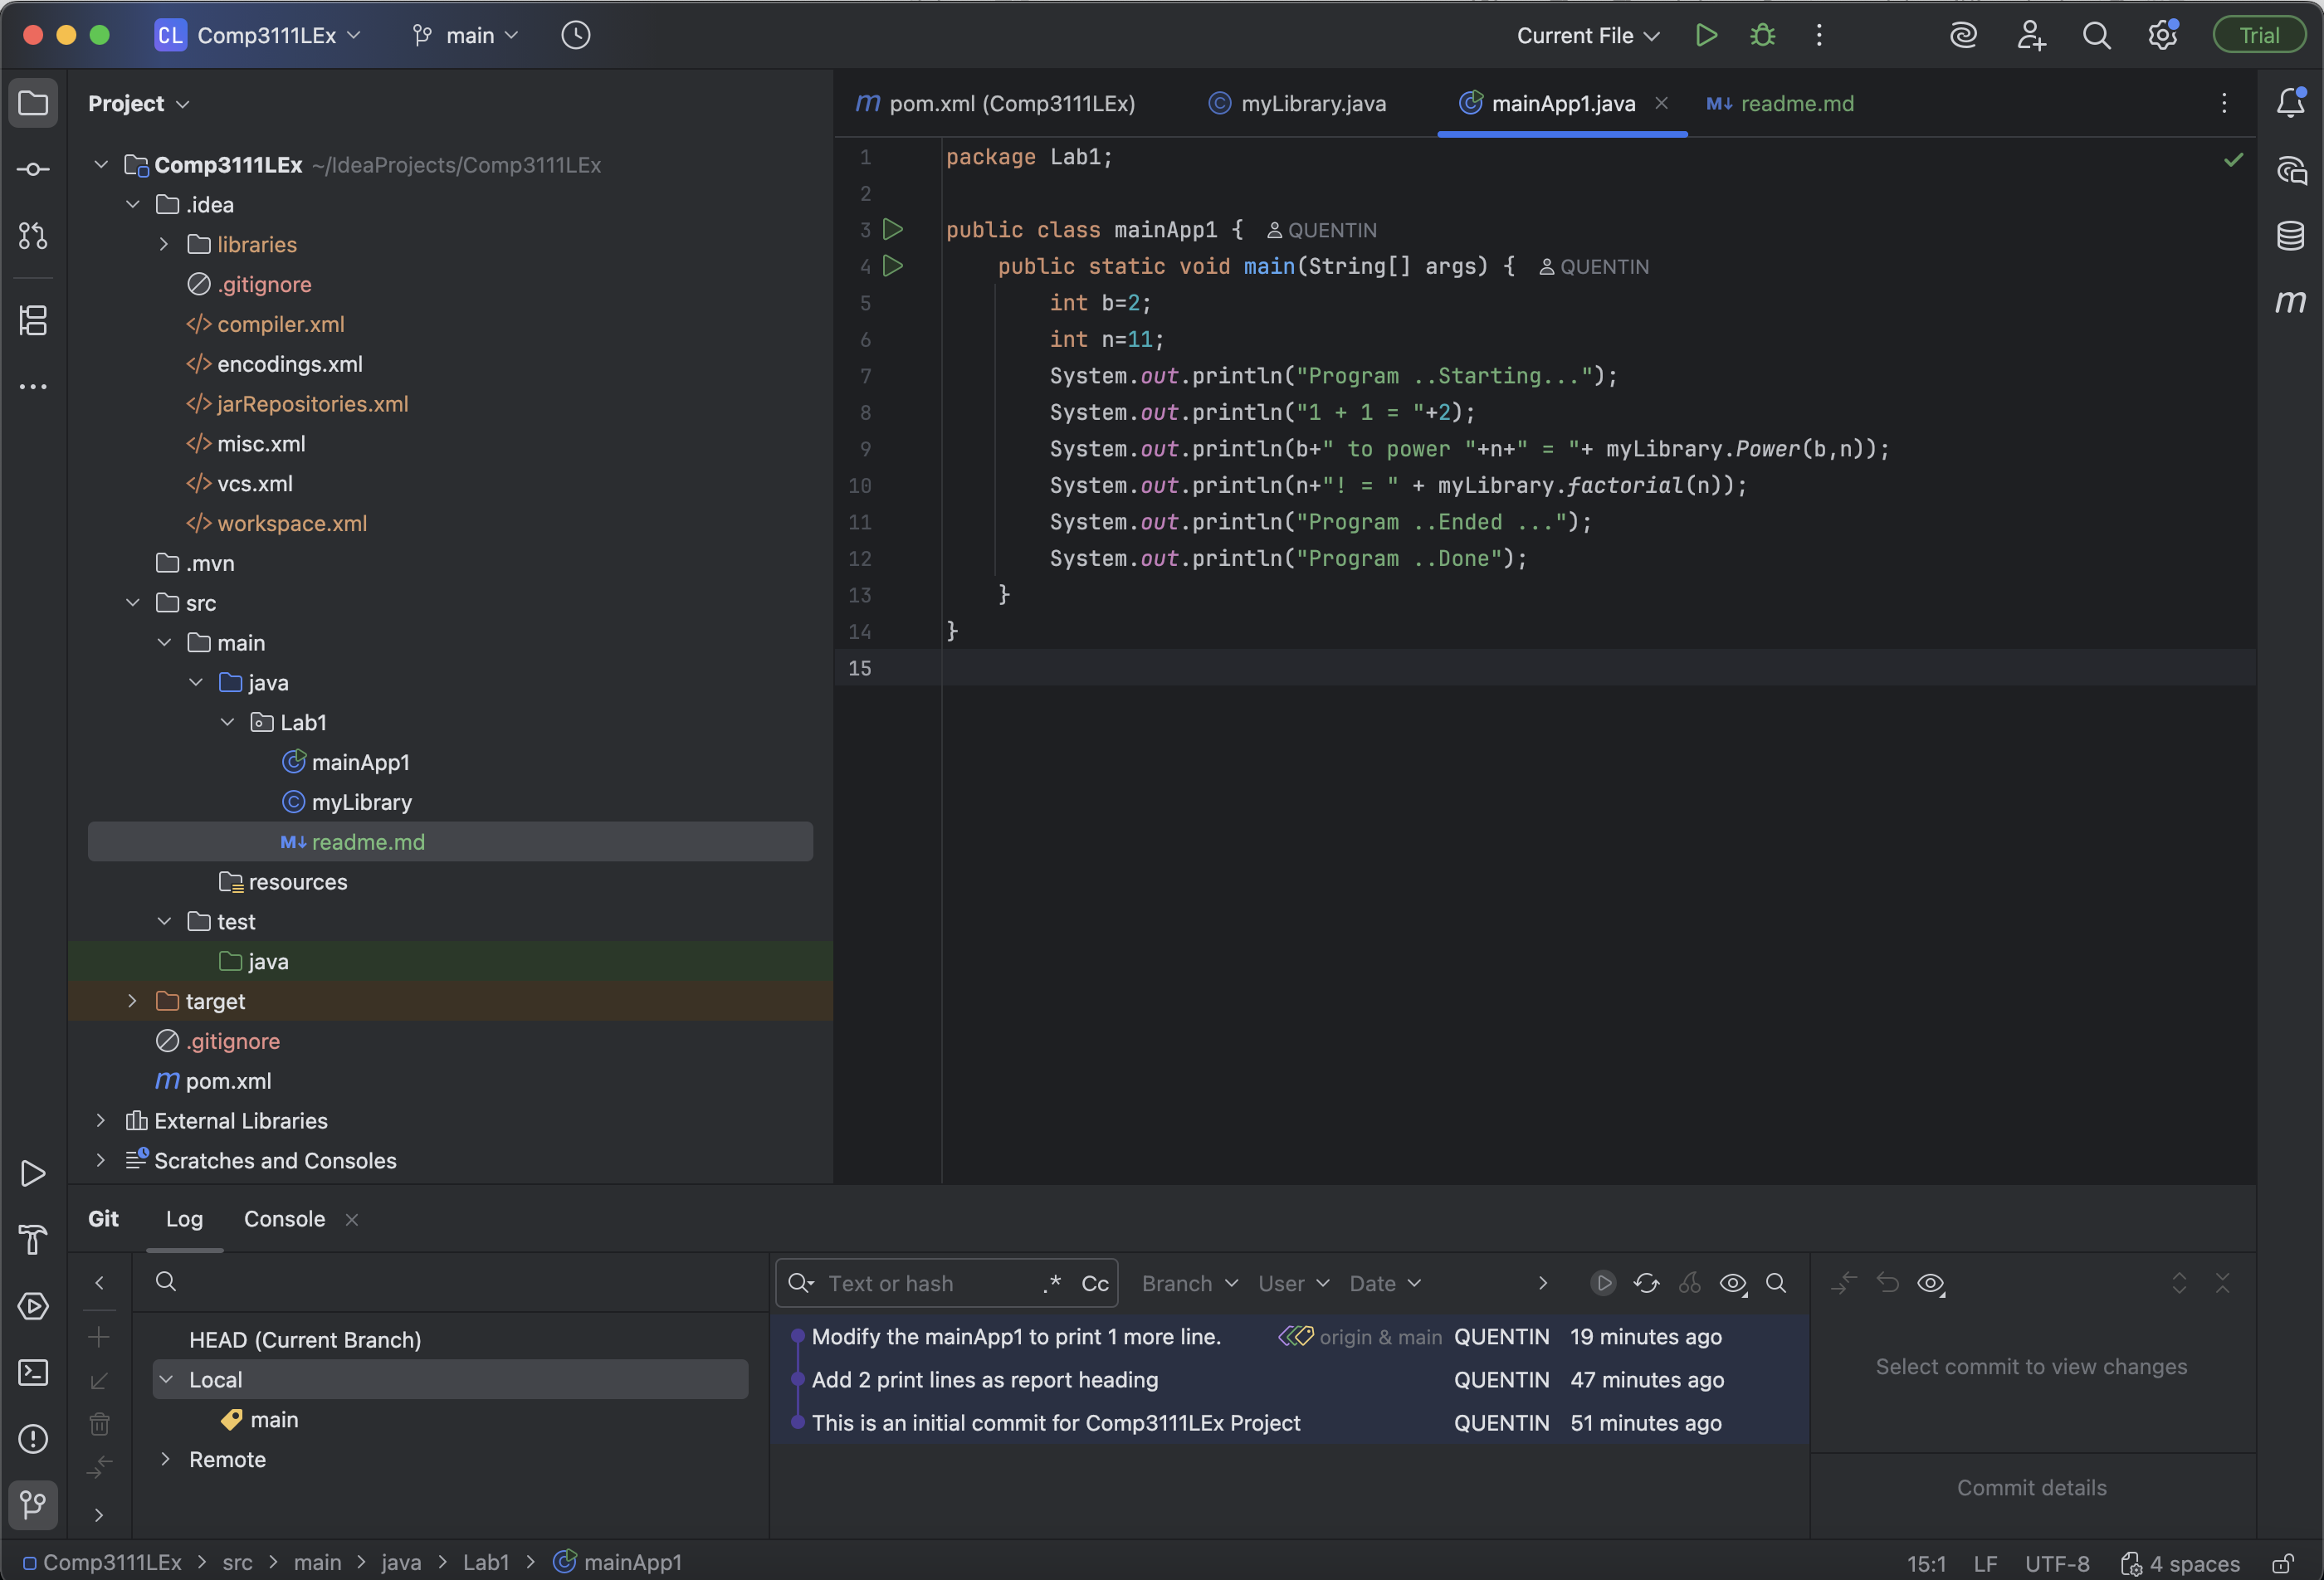 CL Comp3111LEx main Current File Trial
Project
Comp3111LEx ~/IdeaProjects/Comp3111LEx
.idea
libraries
.gitignore
</> compiler.xml
</> encodings.xml
</> jarRepositories.xml
</> misc.xml
</> vcs.xml
</> workspace.xml
.mvn
src
main
java
Lab1
mainApp1
myLibrary
M↓ readme.md
resources
test
java
target
.gitignore
m pom.xml
External Libraries
Scratches and Consoles
m pom.xml (Comp3111LEx) myLibrary.java mainApp1.java M↓ readme.md
1 package Lab1;
2
3 public class mainApp1 { QUENTIN
4 public static void main(String[] args) { QUENTIN
5 int b=2;
6 int n=11;
7 System.out.println("Program ..Starting...");
8 System.out.println("1 + 1 = "+2);
9 System.out.println(b+" to power "+n+" = "+ myLibrary.Power(b,n));
10 System.out.println(n+"! = " + myLibrary.factorial(n));
11 System.out.println("Program ..Ended ...");
12 System.out.println("Program ..Done");
13 }
14 }
15
m
Git Log Console
HEAD (Current Branch)
Local
main
Remote
Text or hash .* Cc Branch User Date
Modify the mainApp1 to print 1 more line. origin & main QUENTIN 19 minutes ago
Add 2 print lines as report heading QUENTIN 47 minutes ago
This is an initial commit for Comp3111LEx Project QUENTIN 51 minutes ago
Select commit to view changes
Commit details
Comp3111LEx > src > main > java > Lab1 > mainApp1 15:1 LF UTF-8 4 spaces